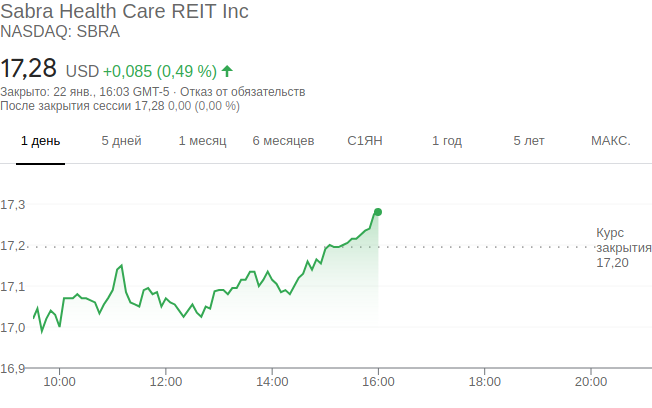 Sabra Health Care REIT Inc
NASDAQ: SBRA
17,28 USD +0,085 (0,49 %)
Закрыто: 22 янв., 16:03 GMT-5 · Отказ от обязательств
После закрытия сессии 17,28 0,00 (0,00 %)
1 день 5 дней 1 месяц 6 месяцев С1ЯН 1 год 5 лет МАКС.
17,3
Курс
17,2 закрытия
17,20
17,1
17,0
16,9
10:00 12:00 14:00 16:00 18:00 20:00